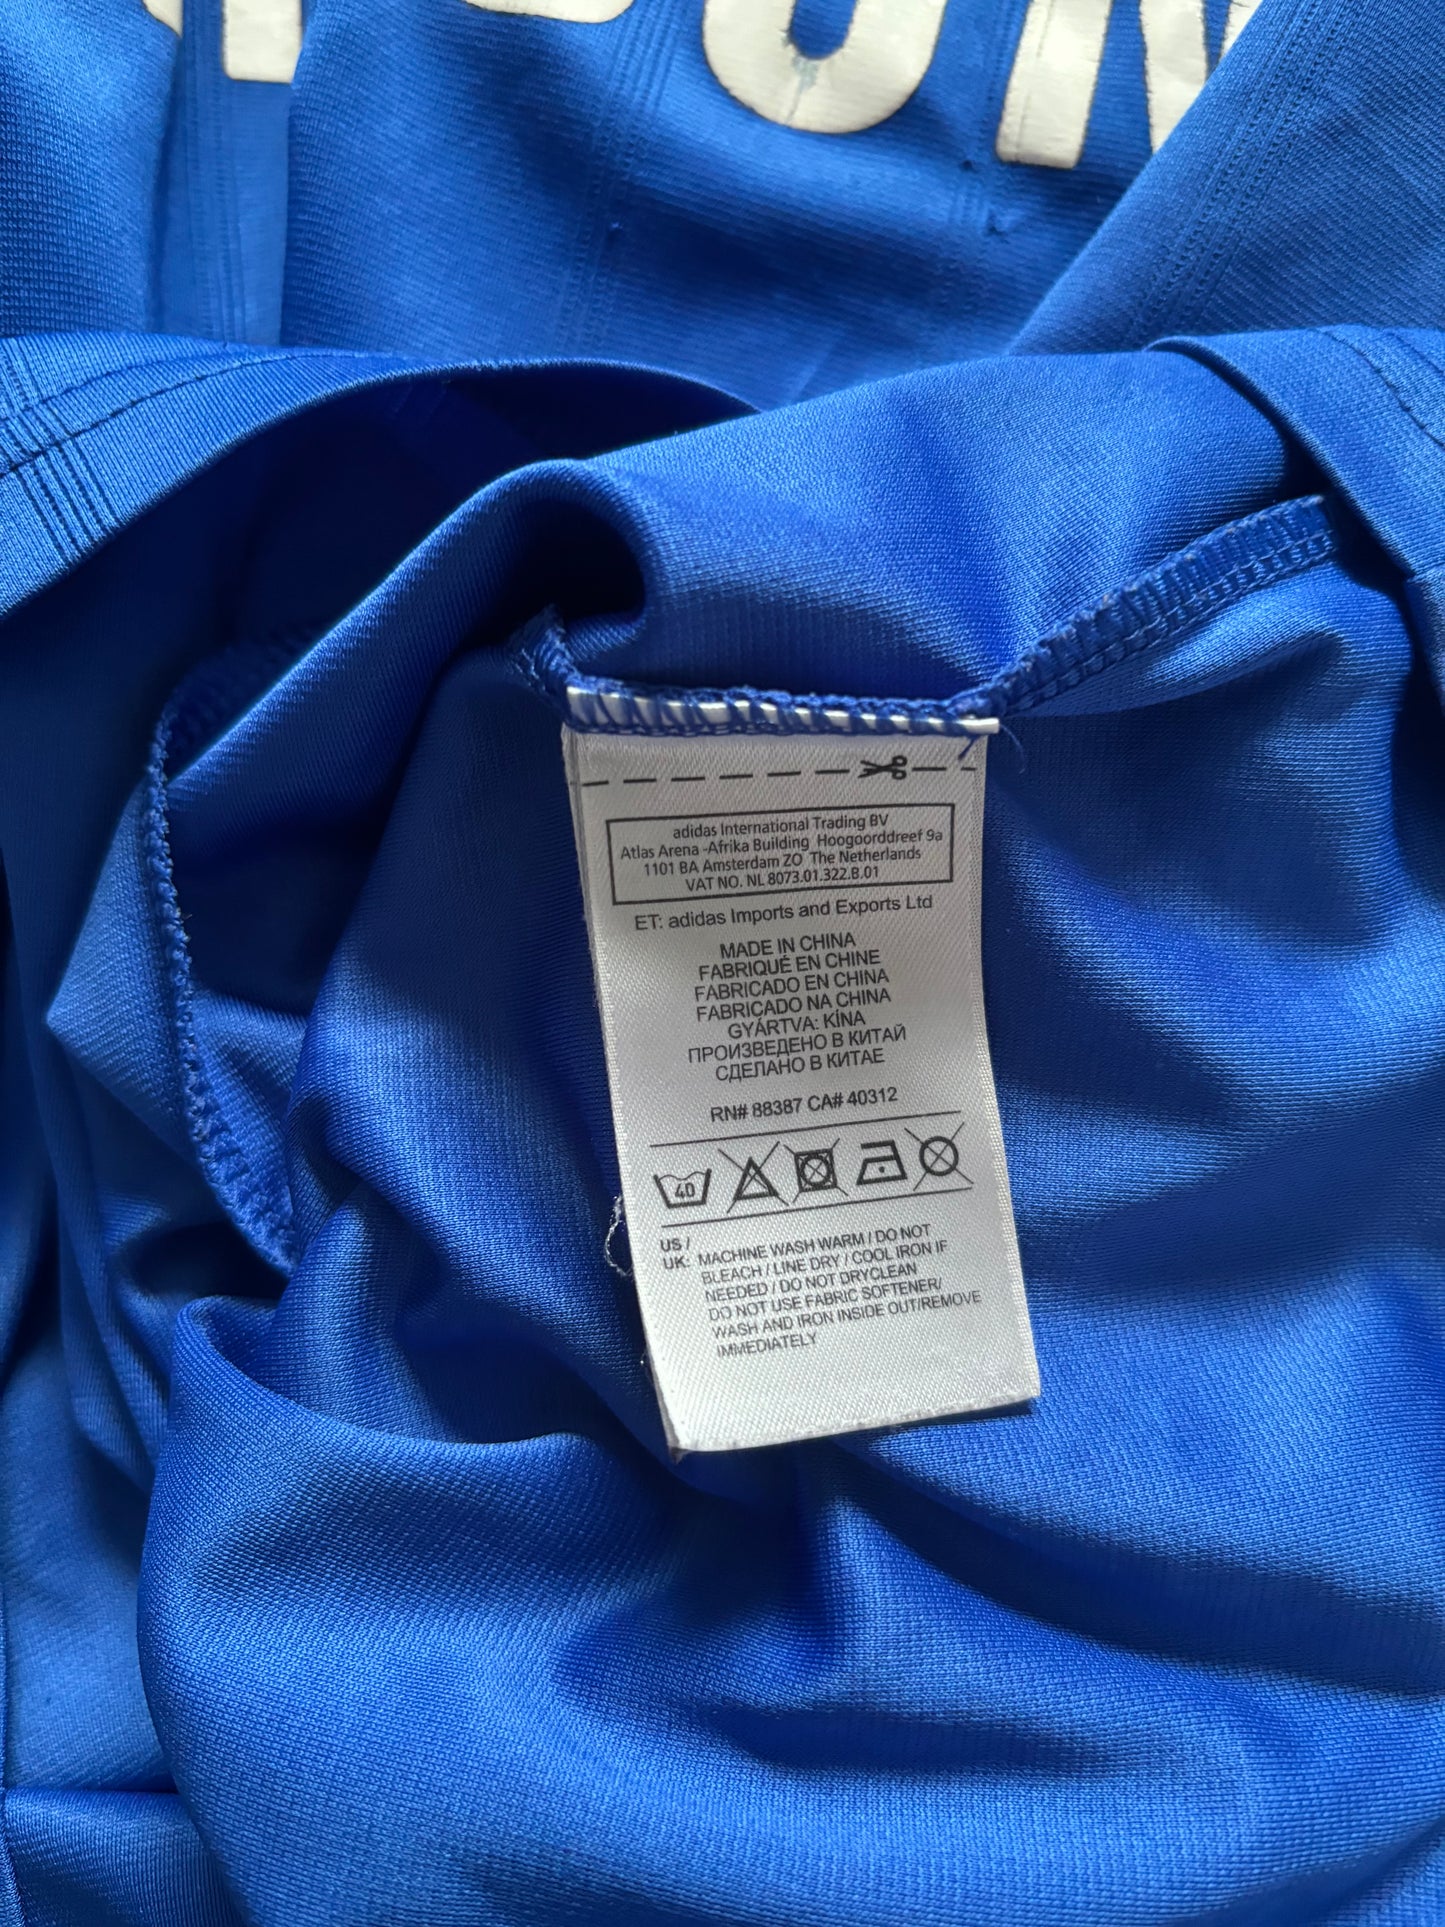 adidas International Trading BV
Atlas Arena -Afrika Building Hoogoorddreef 9a
1101 BA Amsterdam ZO The Netherlands
VAT NO. NL 8073.01.322.B.01
ET: adidas Imports and Exports Ltd
MADE IN CHINA
FABRIQUÉ EN CHINE
FABRICADO EN CHINA
FABRICADO NA CHINA
GYÁRTVA: KÍNA
ПРОИЗВЕДЕНО В КИТАЙ
СДЕЛАНО В КИТАЕ
RN# 88387 CA# 40312
40
US /
UK: MACHINE WASH WARM / DO NOT
BLEACH / LINE DRY / COOL IRON IF
NEEDED / DO NOT DRYCLEAN
DO NOT USE FABRIC SOFTENER/
WASH AND IRON INSIDE OUT/REMOVE
IMMEDIATELY